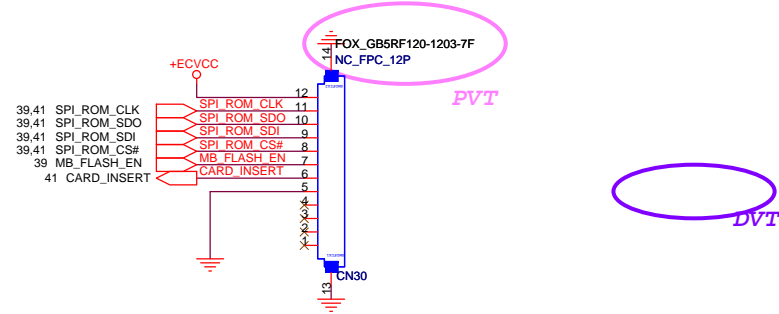 FOX_GB5RF120-1203-7F
14
NC_FPC_12P
+ECVCC
PVT
12
39,41 SPI_ROM_CLK SPI_ROM_CLK 11
39,41 SPI_ROM_SDO SPI_ROM_SDO 10
39,41 SPI_ROM_SDI SPI_ROM_SDI 9
39,41 SPI_ROM_CS# SPI_ROM_CS# 8
39 MB_FLASH_EN MB_FLASH_EN 7
41 CARD_INSERT CARD_INSERT 6
5
4
3
2
1
DVT
CN30
13